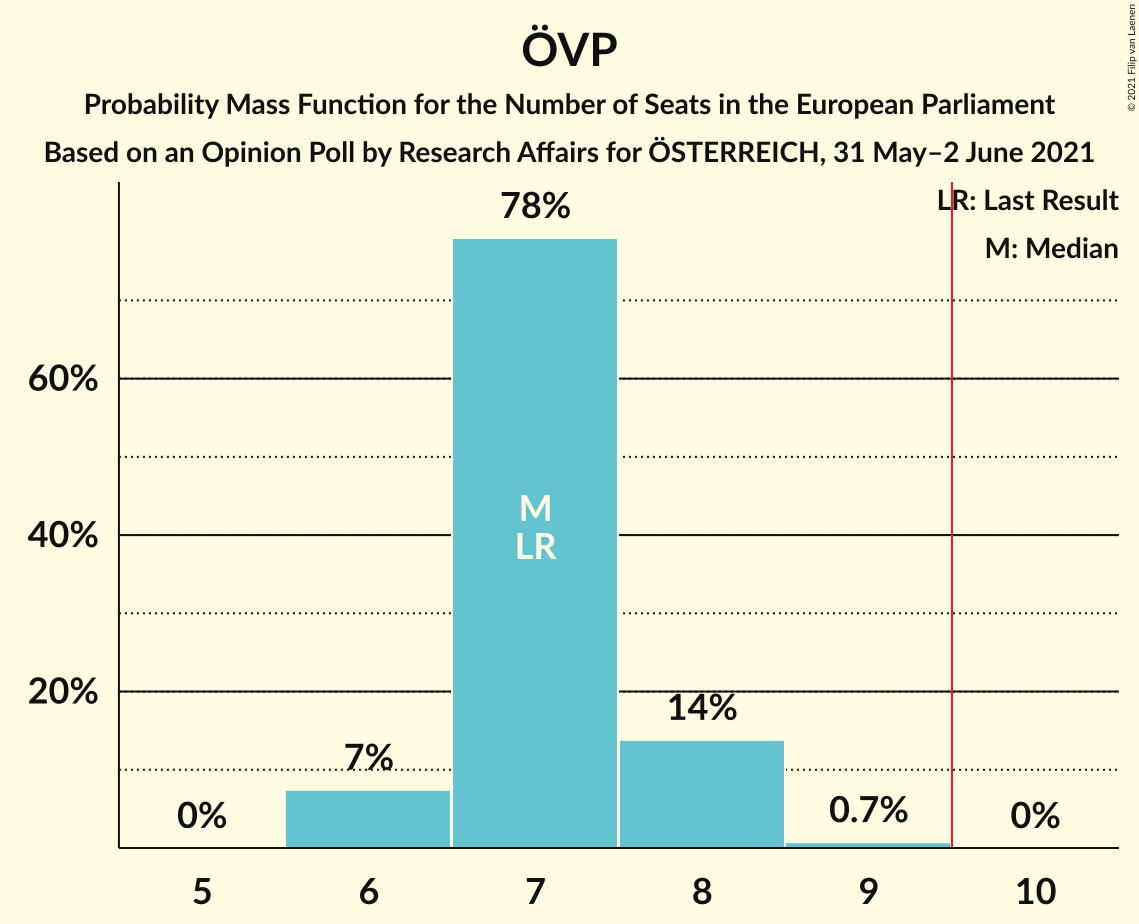 ÖVP
Probability Mass Function for the Number of Seats in the European Parliament
Based on an Opinion Poll by Research Affairs for ÖSTERREICH, 31 May–2 June 2021
© 2021 Filip van Laenen
LR: Last Result
M: Median
78%
60%
40%
20%
M
LR
14%
7%
0%
0.7%
0%
5
6
7
8
9
10